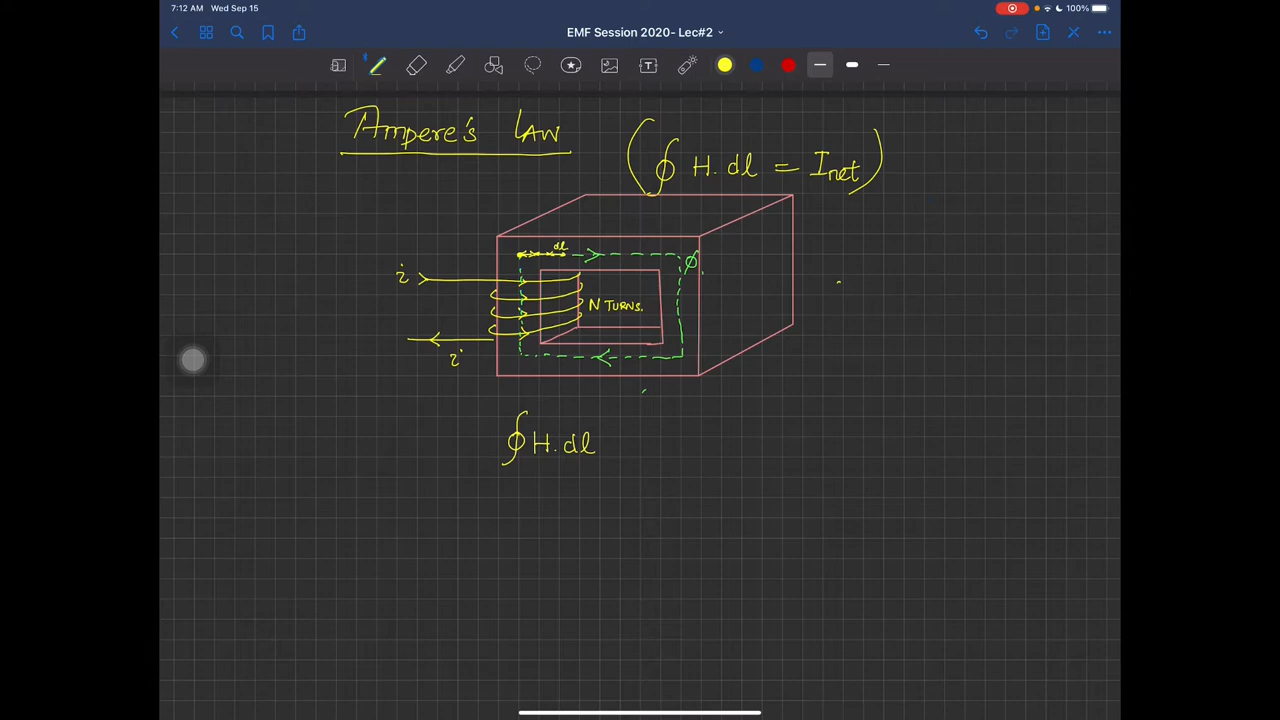 7:12 AM Wed Sep 15
100%
EMF Session 2020- Lec#2
Ampere's LAW
(∮ H. dl = Inet)
dl
ϕ
i
N TURNS.
i
∮ H. dl